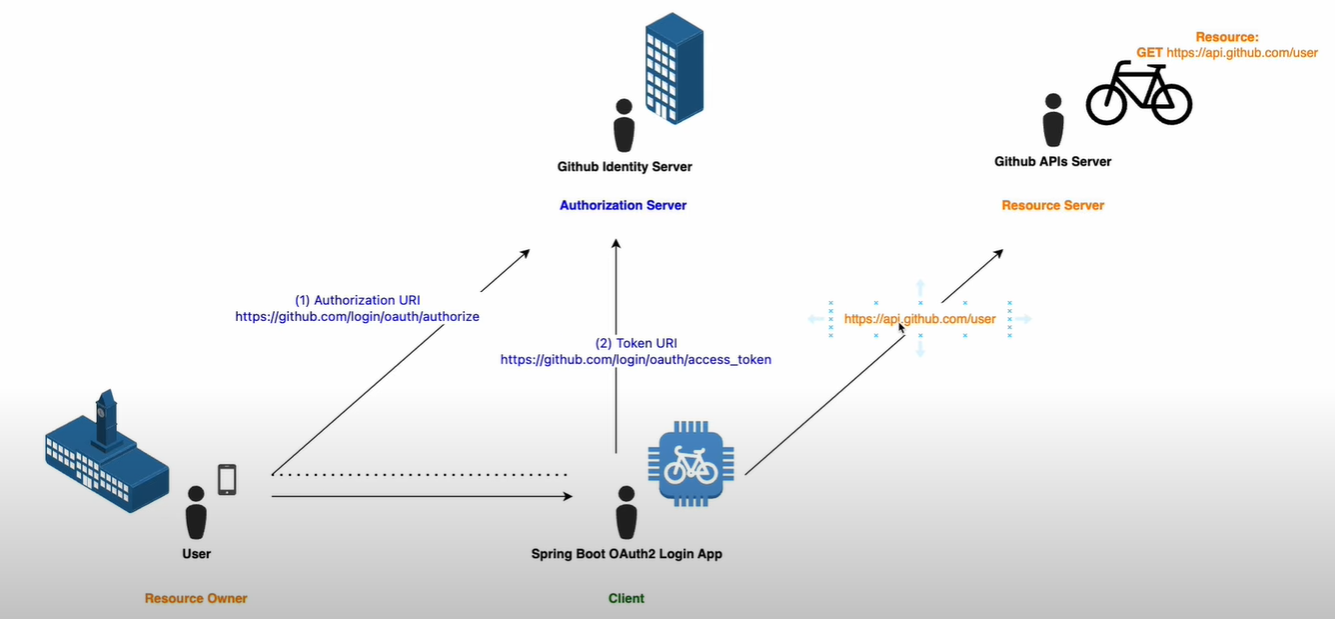 Resource:
GET https://api.github.com/user
Github Identity Server
Github APIs Server
Authorization Server
Resource Server
(1) Authorization URI
https://github.com/login/oauth/authorize
https://api.github.com/user
(2) Token URI
https://github.com/login/oauth/access_token
User
Spring Boot OAuth2 Login App
Resource Owner
Client